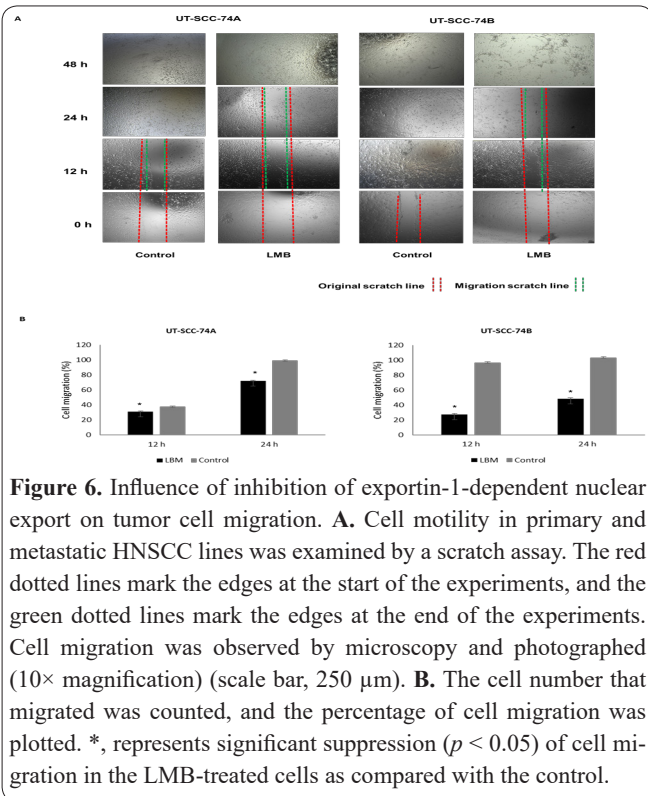 A
UT-SCC-74A UT-SCC-74B
48 h
24 h
12 h
0 h
Control LMB Control LMB
Original scratch line Migration scratch line
B
UT-SCC-74A UT-SCC-74B
Cell migration (%)
120
100
80
60
40
20
0
* *
12 h 24 h
LBM Control
Cell migration (%)
120
100
80
60
40
20
0
* *
12 h 24 h
LBM Control
Figure 6. Influence of inhibition of exportin-1-dependent nuclear
export on tumor cell migration. A. Cell motility in primary and
metastatic HNSCC lines was examined by a scratch assay. The red
dotted lines mark the edges at the start of the experiments, and the
green dotted lines mark the edges at the end of the experiments.
Cell migration was observed by microscopy and photographed
(10× magnification) (scale bar, 250 µm). B. The cell number that
migrated was counted, and the percentage of cell migration was
plotted. *, represents significant suppression (p < 0.05) of cell mi-
gration in the LMB-treated cells as compared with the control.